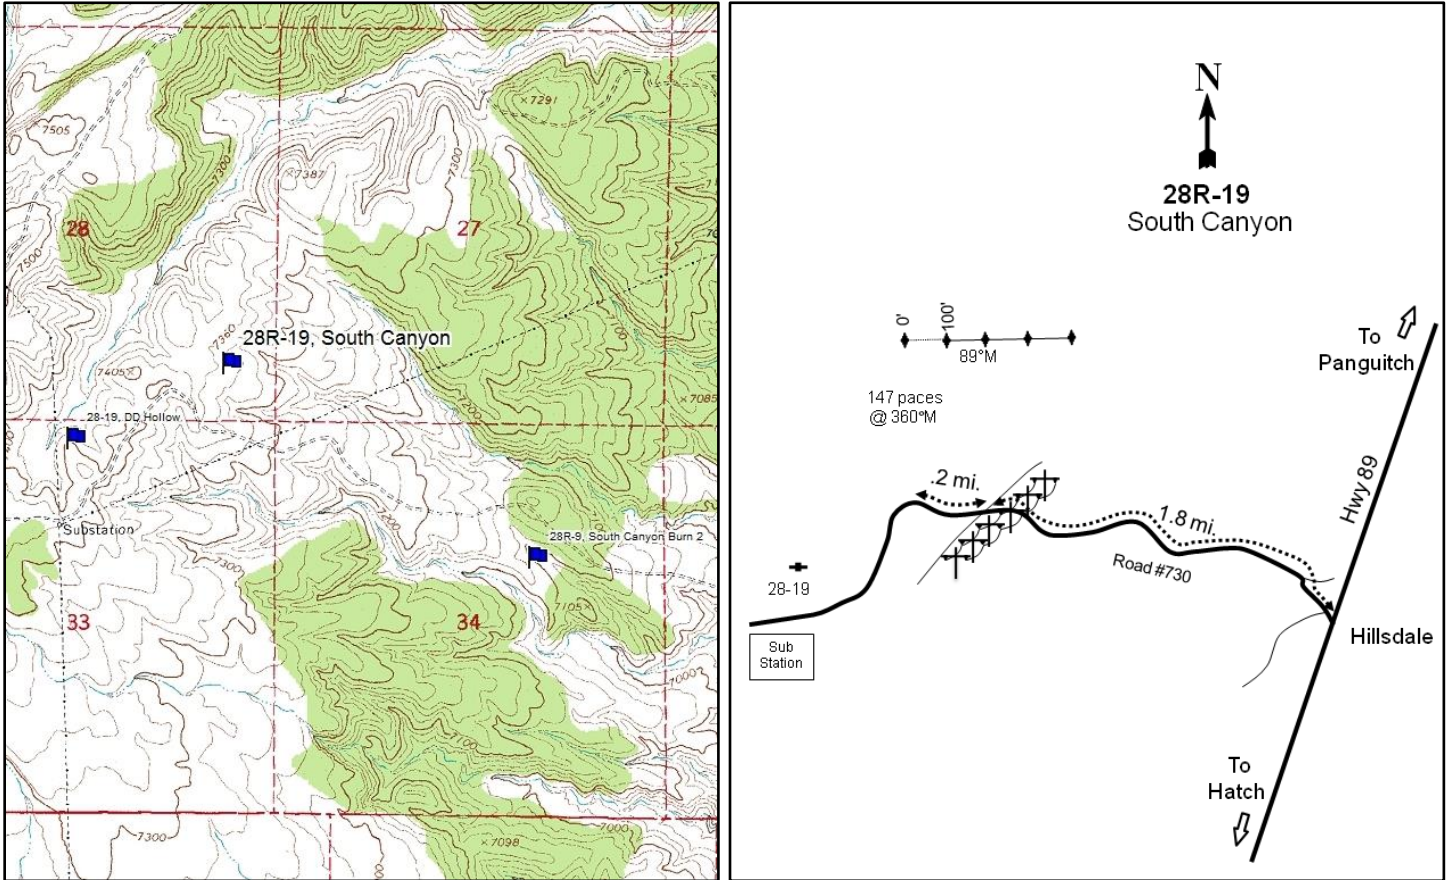 ×7291
7505
7300
7300
×7387
28
27
7500
7100
7360
28R-19, South Canyon
7405×
×7085
28-19, DD Hollow
7200
7200
Substation
28R-9, South Canyon Burn 2
7300
7105×
33
34
7000
7100
7300
7000
×7098
N
28R-19
South Canyon
0'
100'
89°M
To
Panguitch
147 paces
@ 360°M
.2 mi.
Hwy 89
1.8 mi.
Road #730
28-19
Hillsdale
Sub
Station
To
Hatch